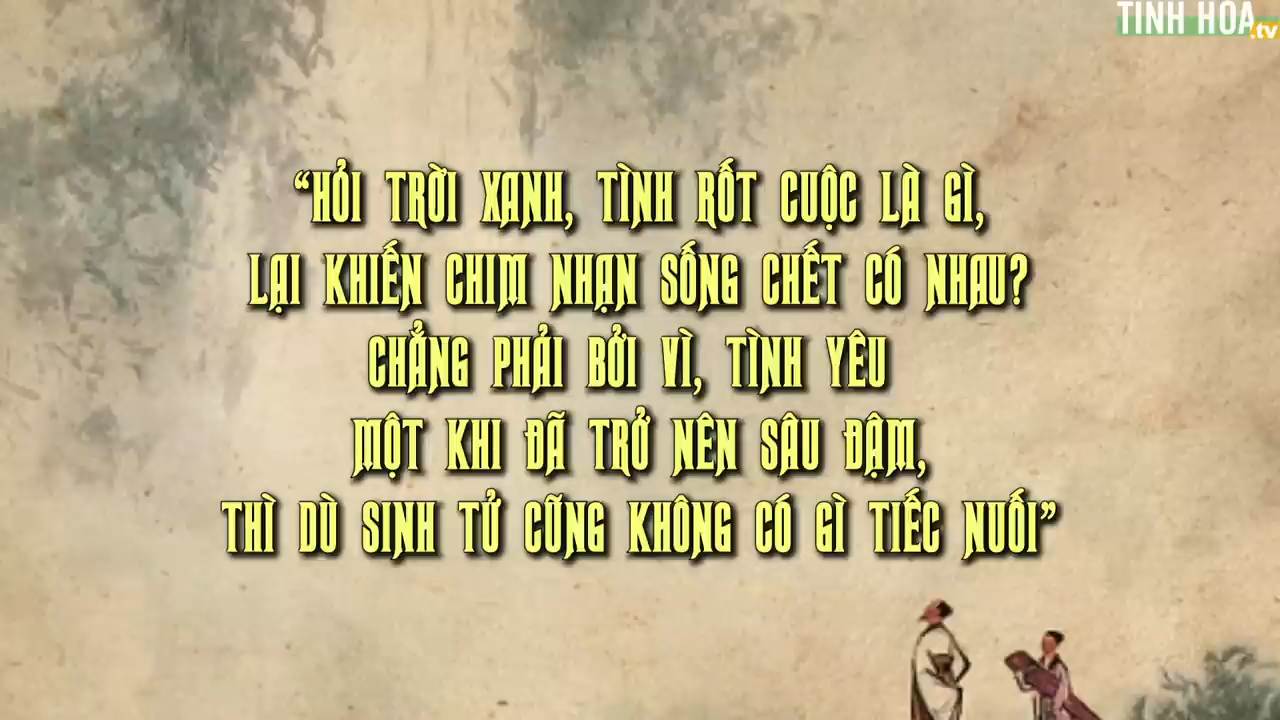 TINH HOA.tv
“HỎI TRỜI XANH, TÌNH RỐT CUỘC LÀ GÌ,
LẠI KHIẾN CHIM NHẠN SỐNG CHẾT CÓ NHAU?
CHẲNG PHẢI BỞI VÌ, TÌNH YÊU
MỘT KHI ĐÃ TRỞ NÊN SÂU ĐẬM,
THÌ DÙ SINH TỬ CŨNG KHÔNG CÓ GÌ TIẾC NUỐI”